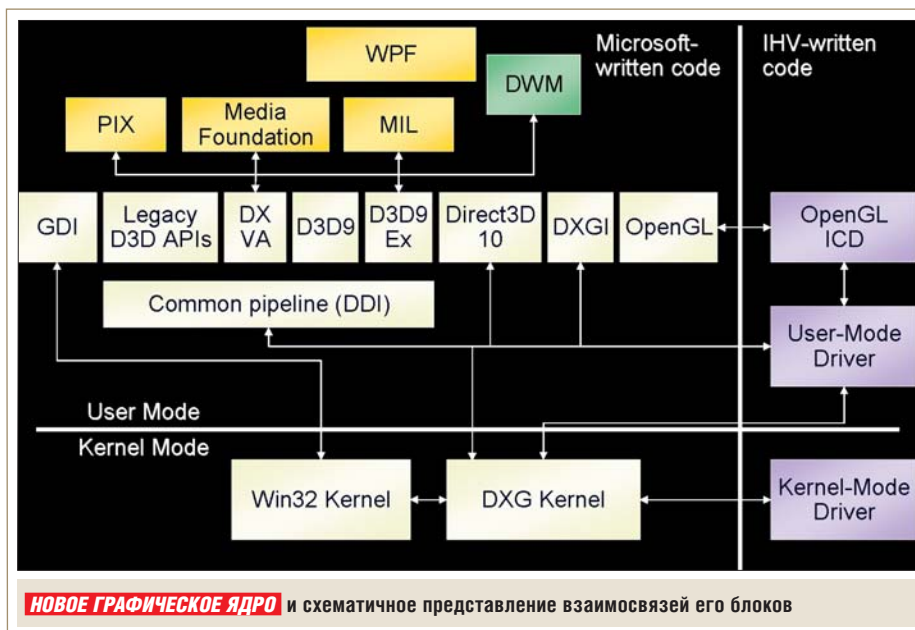 Microsoft-
written code
IHV-written
code
WPF
DWM
PIX
Media
Foundation
MIL
GDI
Legacy
D3D APIs
DX
VA
D3D9
D3D9
Ex
Direct3D
10
DXGI
OpenGL
OpenGL
ICD
Common pipeline (DDI)
User-Mode
Driver
User Mode
Kernel Mode
Win32 Kernel
DXG Kernel
Kernel-Mode
Driver
НОВОЕ ГРАФИЧЕСКОЕ ЯДРО и схематичное представление взаимосвязей его блоков